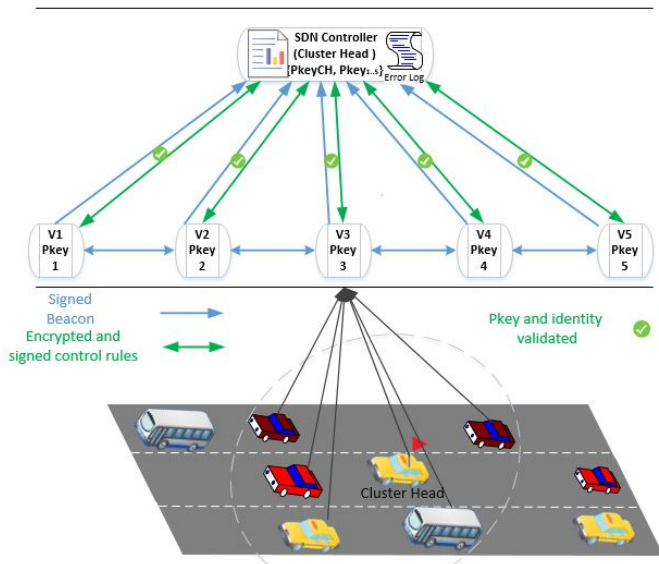 SDN Controller
(Cluster Head )
{PkeyCH, Pkey₁..₅}
Error Log
V1
Pkey
1
V2
Pkey
2
V3
Pkey
3
V4
Pkey
4
V5
Pkey
5
Signed
Beacon
Encrypted and
signed control rules
Pkey and identity
validated
Cluster Head